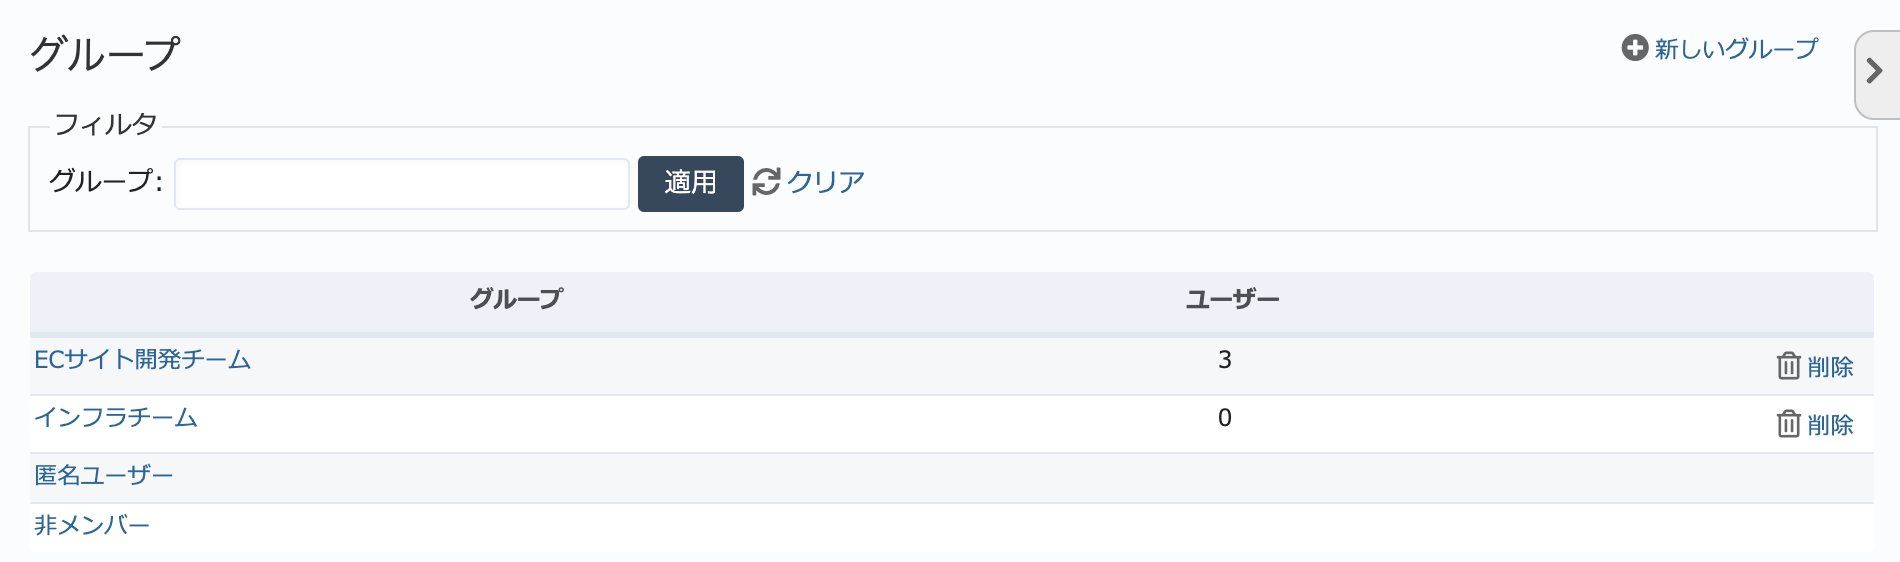 グループ
新しいグループ
フィルタ
グループ: 適用 クリア
グループ ユーザー
ECサイト開発チーム 3 削除
インフラチーム 0 削除
匿名ユーザー
非メンバー